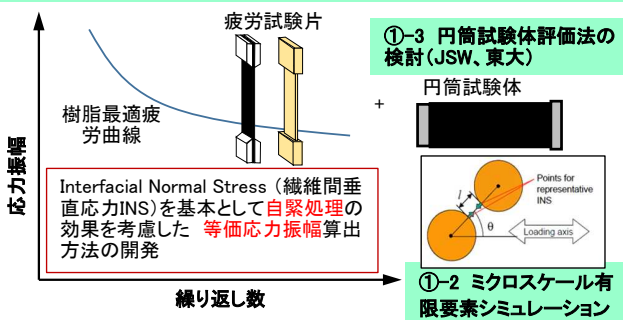 疲労試験片
①-3 円筒試験体評価法の
検討(JSW、東大)
円筒試験体
+
樹脂最適疲
労曲線
応力振幅
Interfacial Normal Stress (繊維間垂
直応力INS)を基本として自緊処理の
効果を考慮した 等価応力振幅算出
方法の開発
Points for
representative
INS
l
θ
Loading axis
繰り返し数
①-2 ミクロスケール有
限要素シミュレーション